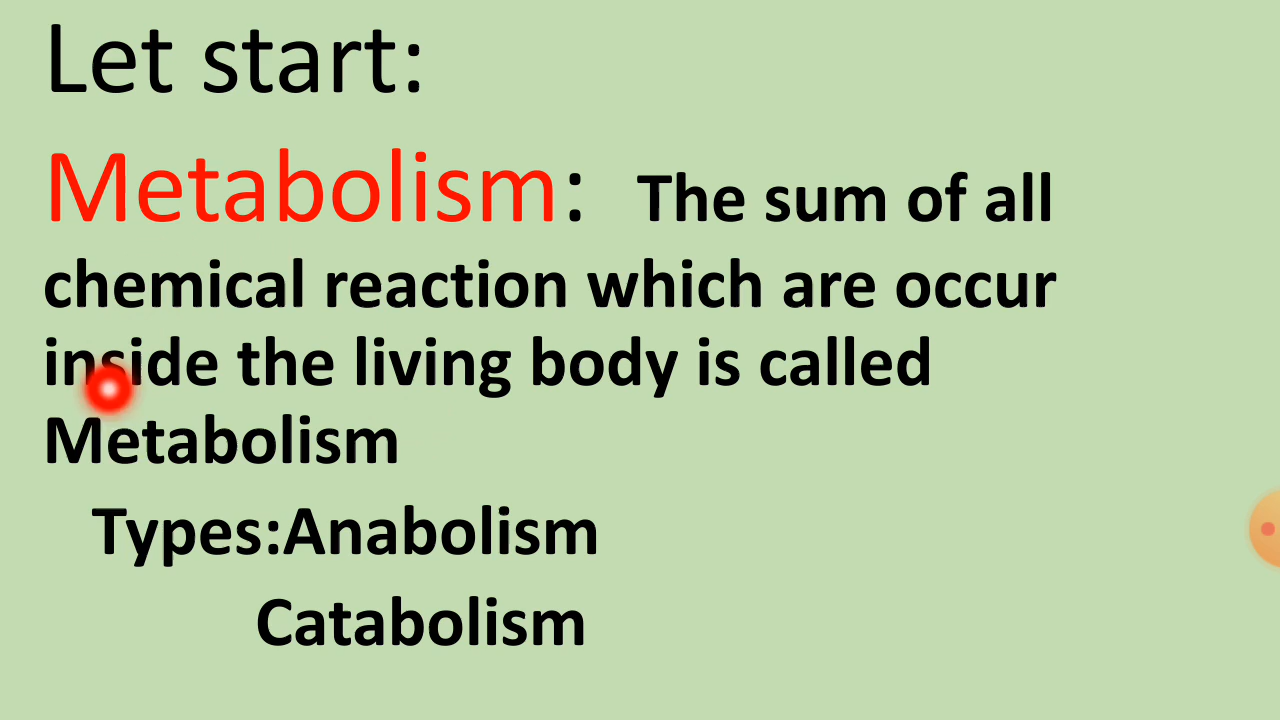 Let start:
Metabolism: The sum of all
chemical reaction which are occur
inside the living body is called
Metabolism
Types:Anabolism
Catabolism